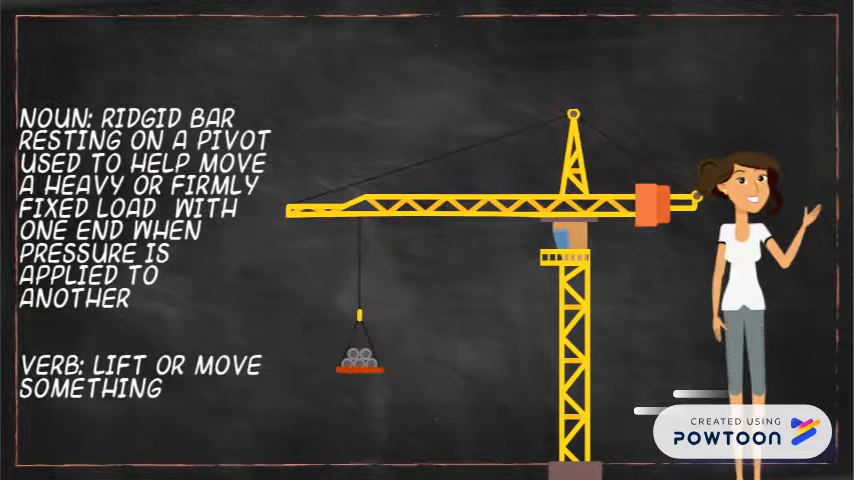 NOUN: RIDGID BAR
RESTING ON A PIVOT
USED TO HELP MOVE
A HEAVY OR FIRMLY
FIXED LOAD WITH
ONE END WHEN
PRESSURE IS
APPLIED TO
ANOTHER
VERB: LIFT OR MOVE
SOMETHING
CREATED USING
POWTOON